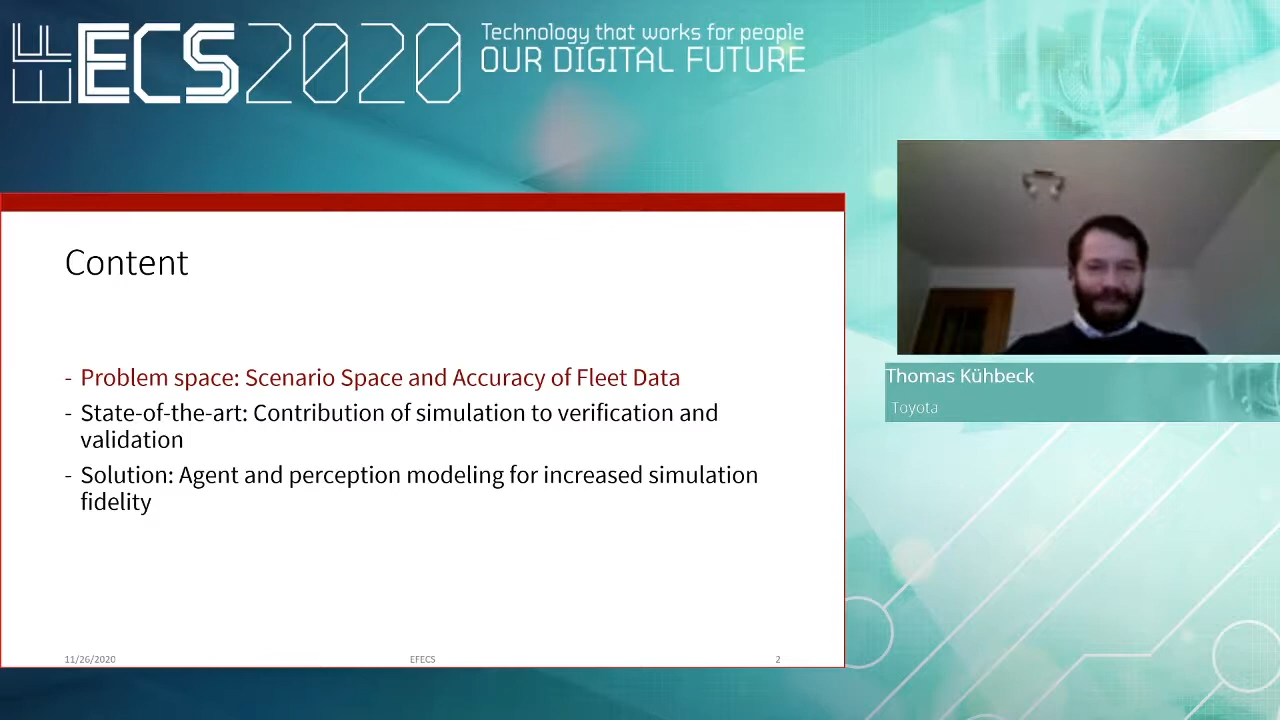 EFECS2020
Technology that works for people
OUR DIGITAL FUTURE
Content
- Problem space: Scenario Space and Accuracy of Fleet Data
- State-of-the-art: Contribution of simulation to verification and
validation
- Solution: Agent and perception modeling for increased simulation
fidelity
11/26/2020
EFECS
2
Thomas Kühbeck
Toyota